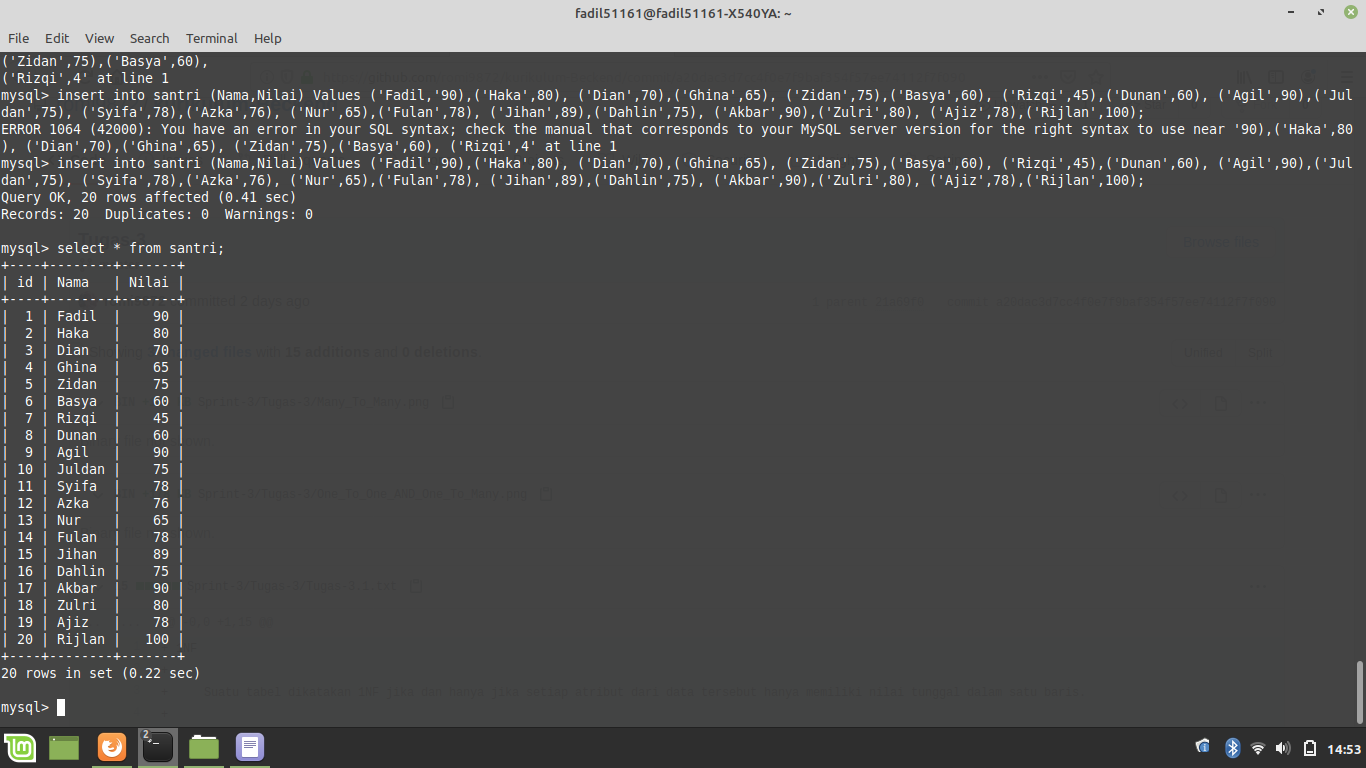 fadil51161@fadil51161-X540YA: ~
File Edit View Search Terminal Help
('Zidan',75),('Basya',60),
('Rizqi',4' at line 1
mysql> insert into santri (Nama,Nilai) Values ('Fadil,'90),('Haka',80), ('Dian',70),('Ghina',65), ('Zidan',75),('Basya',60), ('Rizqi',45),('Dunan',60), ('Agil',90),('Jul
dan',75), ('Syifa',78),('Azka',76), ('Nur',65),('Fulan',78), ('Jihan',89),('Dahlin',75), ('Akbar',90),('Zulri',80), ('Ajiz',78),('Rijlan',100);
ERROR 1064 (42000): You have an error in your SQL syntax; check the manual that corresponds to your MySQL server version for the right syntax to use near '90),('Haka',80
), ('Dian',70),('Ghina',65), ('Zidan',75),('Basya',60), ('Rizqi',4' at line 1
mysql> insert into santri (Nama,Nilai) Values ('Fadil',90),('Haka',80), ('Dian',70),('Ghina',65), ('Zidan',75),('Basya',60), ('Rizqi',45),('Dunan',60), ('Agil',90),('Jul
dan',75), ('Syifa',78),('Azka',76), ('Nur',65),('Fulan',78), ('Jihan',89),('Dahlin',75), ('Akbar',90),('Zulri',80), ('Ajiz',78),('Rijlan',100);
Query OK, 20 rows affected (0.41 sec)
Records: 20  Duplicates: 0  Warnings: 0
mysql> select * from santri;
+----+--------+-------+
| id | Nama   | Nilai |
+----+--------+-------+
|  1 | Fadil  |    90 |
|  2 | Haka   |    80 |
|  3 | Dian   |    70 |
|  4 | Ghina  |    65 |
|  5 | Zidan  |    75 |
|  6 | Basya  |    60 |
|  7 | Rizqi  |    45 |
|  8 | Dunan  |    60 |
|  9 | Agil   |    90 |
| 10 | Juldan |    75 |
| 11 | Syifa  |    78 |
| 12 | Azka   |    76 |
| 13 | Nur    |    65 |
| 14 | Fulan  |    78 |
| 15 | Jihan  |    89 |
| 16 | Dahlin |    75 |
| 17 | Akbar  |    90 |
| 18 | Zulri  |    80 |
| 19 | Ajiz   |    78 |
| 20 | Rijlan |   100 |
+----+--------+-------+
20 rows in set (0.22 sec)
mysql>
2
14:53